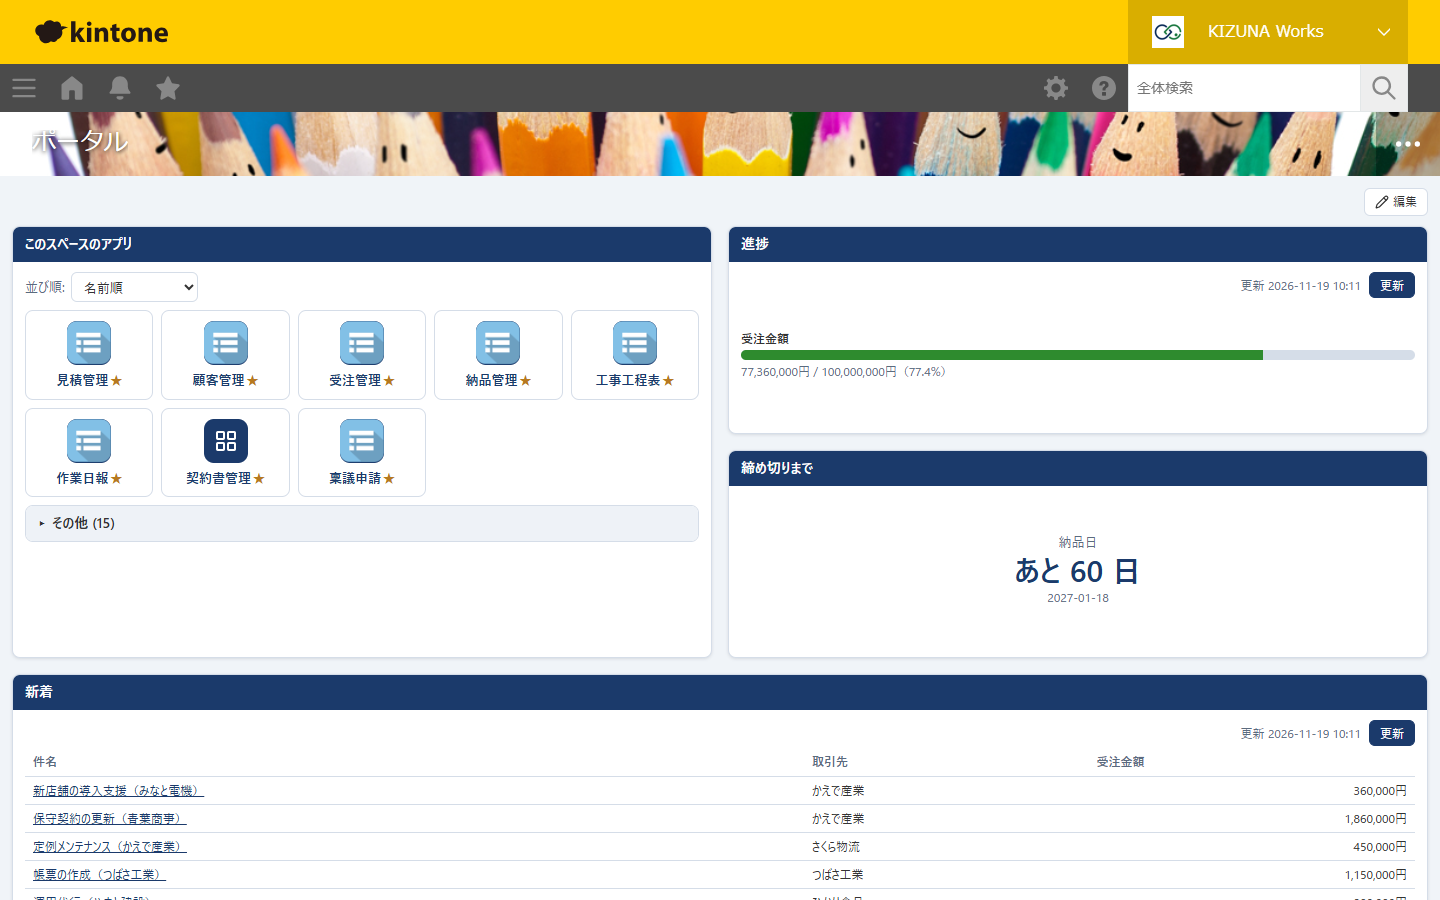 kintone
KIZUNA Works
全体検索
ポータル
編集
このスペースのアプリ
並び順: 名前順
見積管理★
顧客管理★
受注管理★
納品管理★
工事工程表★
作業日報★
契約書管理★
稟議申請★
▸ その他 (15)
進捗
更新 2026-11-19 10:11 更新
受注金額
77,360,000円 / 100,000,000円（77.4%）
締め切りまで
納品日
あと 60 日
2027-01-18
新着
更新 2026-11-19 10:11 更新
件名 取引先 受注金額
新店舗の導入支援（みなと電機） かえで産業 360,000円
保守契約の更新（青葉商事） かえで産業 1,860,000円
定例メンテナンス（かえで産業） さくら物流 450,000円
帳票の作成（つばさ工業） つばさ工業 1,150,000円